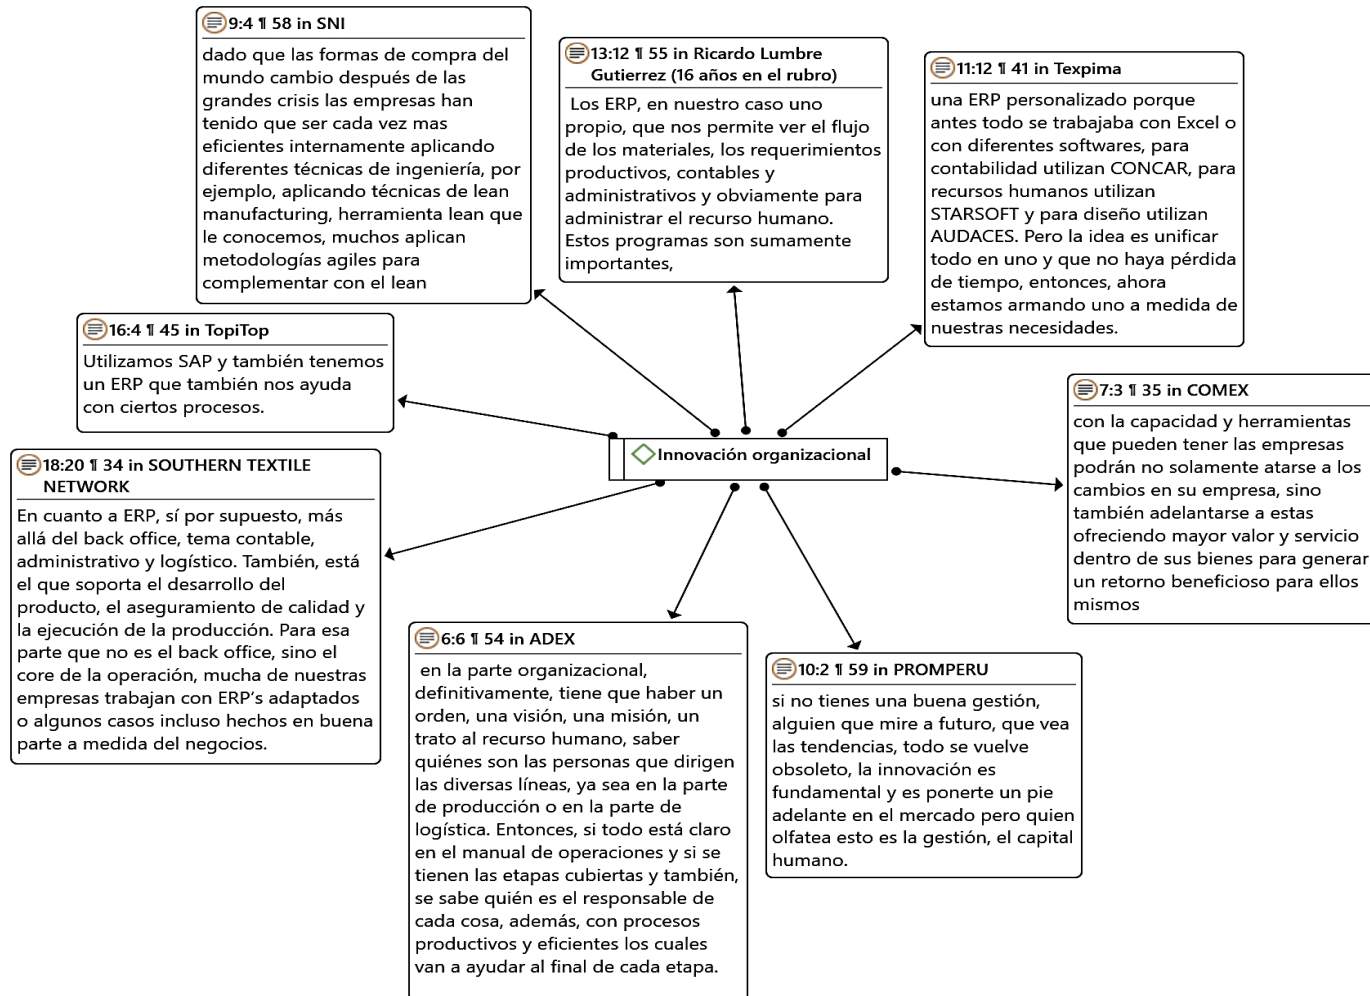 9:4 ¶ 58 in SNI
dado que las formas de compra del
mundo cambio después de las
grandes crisis las empresas han
tenido que ser cada vez mas
eficientes internamente aplicando
diferentes técnicas de ingeniería, por
ejemplo, aplicando técnicas de lean
manufacturing, herramienta lean que
le conocemos, muchos aplican
metodologías agiles para
complementar con el lean
13:12 ¶ 55 in Ricardo Lumbre
Gutierrez (16 años en el rubro)
Los ERP, en nuestro caso uno
propio, que nos permite ver el flujo
de los materiales, los requerimientos
productivos, contables y
administrativos y obviamente para
administrar el recurso humano.
Estos programas son sumamente
importantes,
11:12 ¶ 41 in Texpima
una ERP personalizado porque
antes todo se trabajaba con Excel o
con diferentes softwares, para
contabilidad utilizan CONCAR, para
recursos humanos utilizan
STARSOFT y para diseño utilizan
AUDACES. Pero la idea es unificar
todo en uno y que no haya pérdida
de tiempo, entonces, ahora
estamos armando uno a medida de
nuestras necesidades.
16:4 ¶ 45 in TopiTop
Utilizamos SAP y también tenemos
un ERP que también nos ayuda
con ciertos procesos.
7:3 ¶ 35 in COMEX
con la capacidad y herramientas
que pueden tener las empresas
podrán no solamente atarse a los
cambios en su empresa, sino
también adelantarse a estas
ofreciendo mayor valor y servicio
dentro de sus bienes para generar
un retorno beneficioso para ellos
mismos
Innovación organizacional
18:20 ¶ 34 in SOUTHERN TEXTILE
NETWORK
En cuanto a ERP, sí por supuesto, más
allá del back office, tema contable,
administrativo y logístico. También, está
el que soporta el desarrollo del
producto, el aseguramiento de calidad y
la ejecución de la producción. Para esa
parte que no es el back office, sino el
core de la operación, mucha de nuestras
empresas trabajan con ERP’s adaptados
o algunos casos incluso hechos en buena
parte a medida del negocios.
6:6 ¶ 54 in ADEX
en la parte organizacional,
definitivamente, tiene que haber un
orden, una visión, una misión, un
trato al recurso humano, saber
quiénes son las personas que dirigen
las diversas líneas, ya sea en la parte
de producción o en la parte de
logística. Entonces, si todo está claro
en el manual de operaciones y si se
tienen las etapas cubiertas y también,
se sabe quién es el responsable de
cada cosa, además, con procesos
productivos y eficientes los cuales
van a ayudar al final de cada etapa.
10:2 ¶ 59 in PROMPERU
si no tienes una buena gestión,
alguien que mire a futuro, que vea
las tendencias, todo se vuelve
obsoleto, la innovación es
fundamental y es ponerte un pie
adelante en el mercado pero quien
olfatea esto es la gestión, el capital
humano.